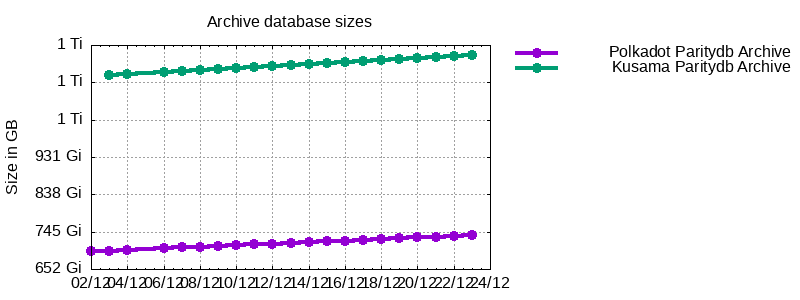 Archive database sizes
Polkadot Paritydb Archive
Kusama Paritydb Archive
Size in GB
1 Ti
1 Ti
1 Ti
931 Gi
838 Gi
745 Gi
652 Gi
02/12 04/12 06/12 08/12 10/12 12/12 14/12 16/12 18/12 20/12 22/12 24/12